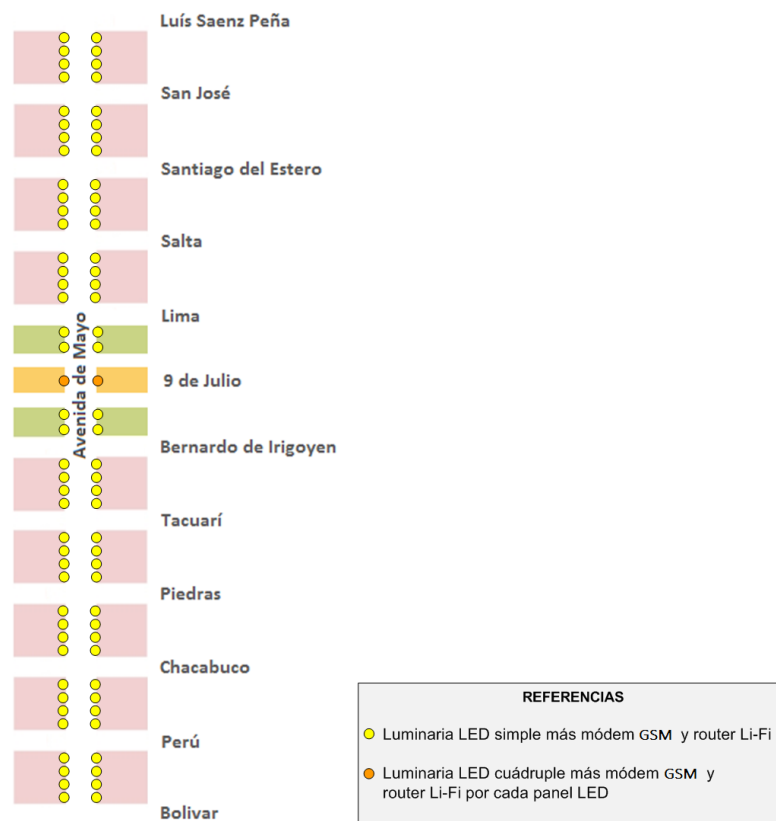 Luís Saenz Peña
San José
Santiago del Estero
Salta
Lima
Avenida de Mayo
9 de Julio
Bernardo de Irigoyen
Tacuarí
Piedras
Chacabuco
Perú
Bolivar
REFERENCIAS
Luminaria LED simple más módem GSM y router Li-Fi
Luminaria LED cuádruple más módem GSM y
router Li-Fi por cada panel LED